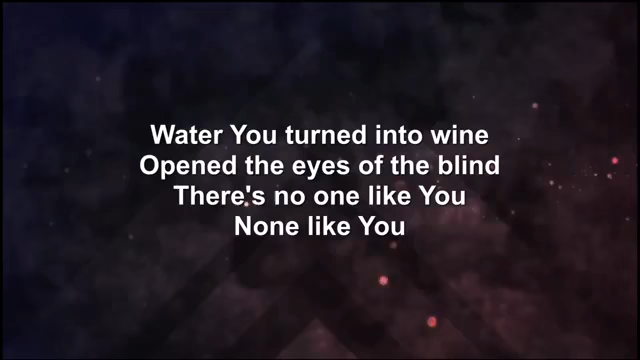 Water You turned into wine
Opened the eyes of the blind
There's no one like You
None like You